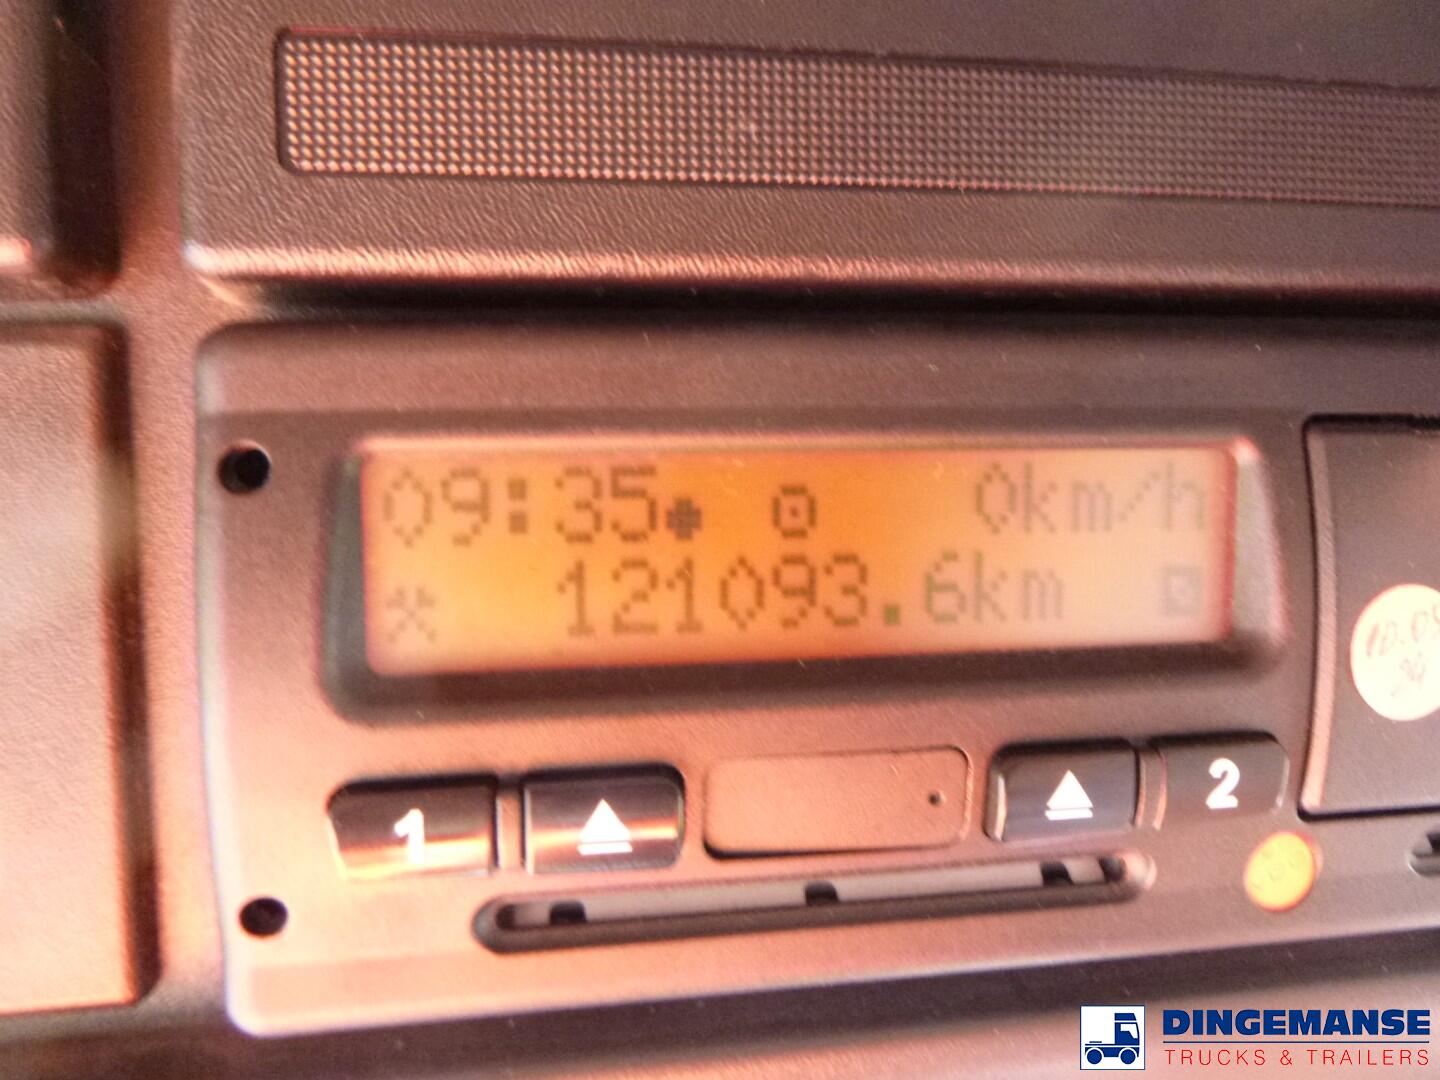 09:35 0km/h
121093.6km
1 2
DINGEMANSE
TRUCKS & TRAILERS